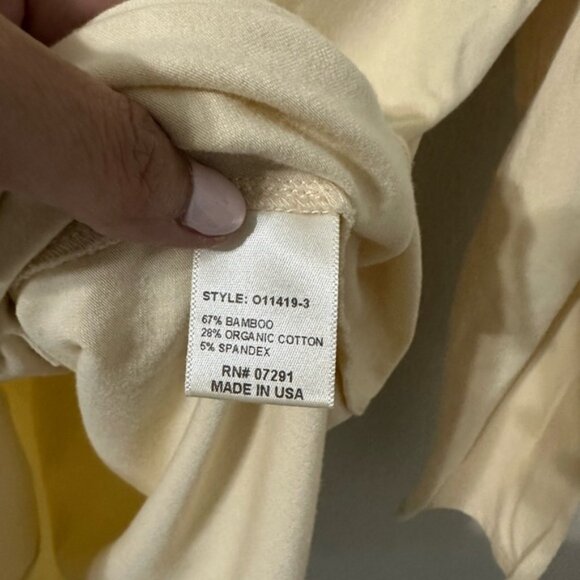 STYLE: O11419-3
67% BAMBOO
28% ORGANIC COTTON
5% SPANDEX
RN# 07291
MADE IN USA